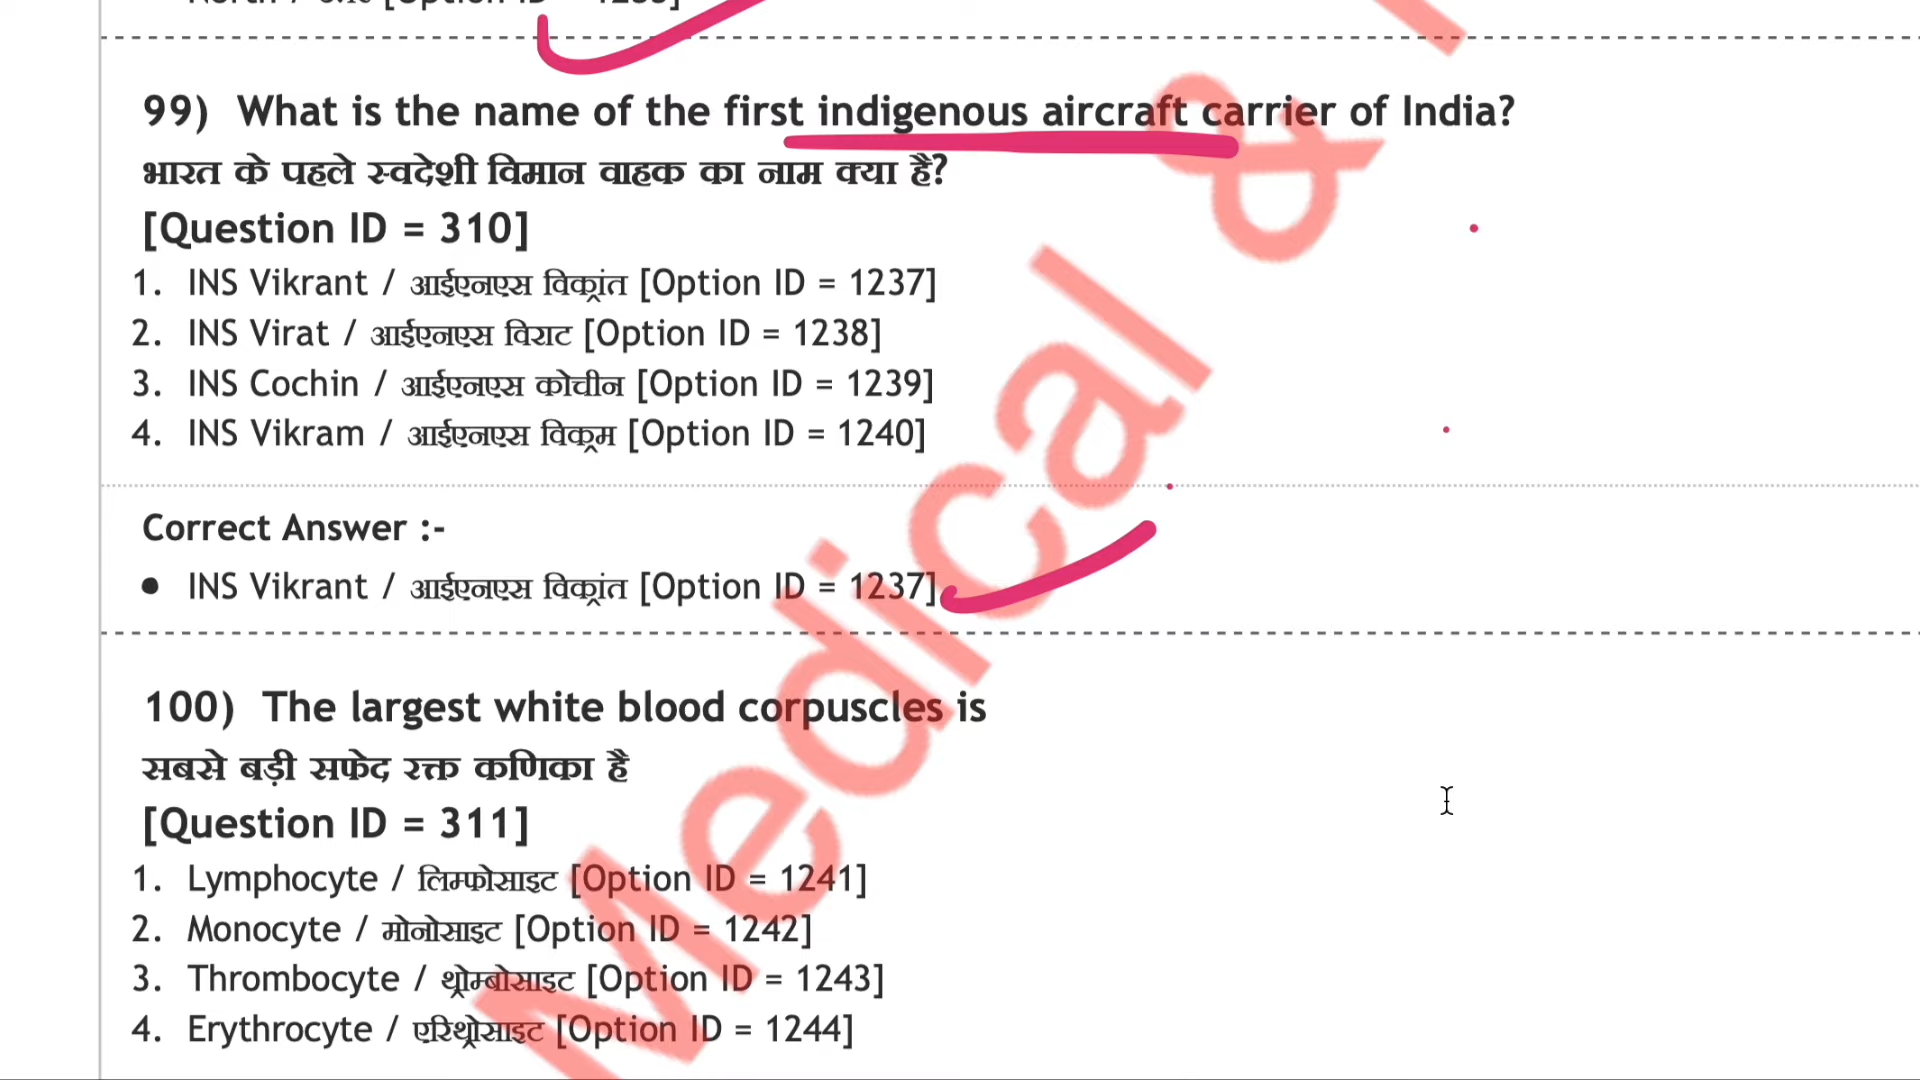 99) What is the name of the first indigenous aircraft carrier of India?
भारत के पहले स्वदेशी विमान वाहक का नाम क्या है?
[Question ID = 310]
1. INS Vikrant / आईएनएस विक्रांत [Option ID = 1237]
2. INS Virat / आईएनएस विराट [Option ID = 1238]
3. INS Cochin / आईएनएस कोचीन [Option ID = 1239]
4. INS Vikram / आईएनएस विक्रम [Option ID = 1240]
Correct Answer :-
● INS Vikrant / आईएनएस विक्रांत [Option ID = 1237]
100) The largest white blood corpuscles is
सबसे बड़ी सफेद रक्त कणिका है
[Question ID = 311]
1. Lymphocyte / लिम्फोसाइट [Option ID = 1241]
2. Monocyte / मोनोसाइट [Option ID = 1242]
3. Thrombocyte / थ्रोम्बोसाइट [Option ID = 1243]
4. Erythrocyte / एरिथ्रोसाइट [Option ID = 1244]
Medical &